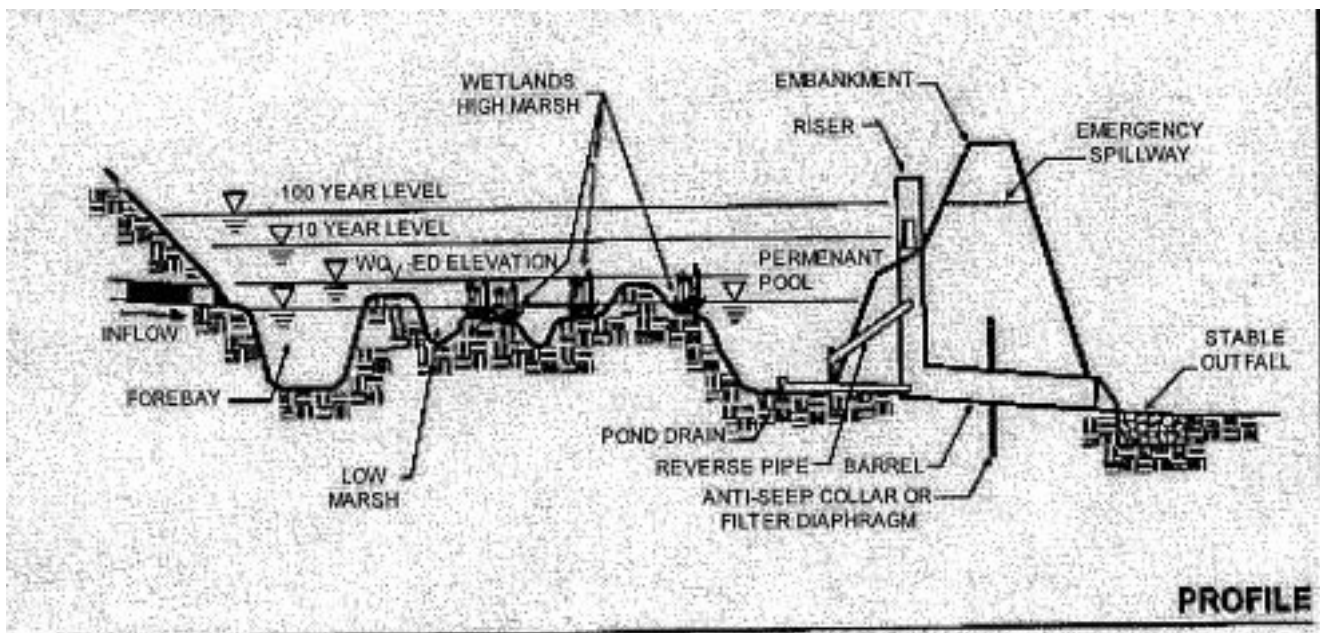 WETLANDS
HIGH MARSH
EMBANKMENT
RISER
EMERGENCY
SPILLWAY
100 YEAR LEVEL
10 YEAR LEVEL
ELEVATION
PERMENANT
POOL
INFLOW
STABLE
OUTFALL
FOREBAY
POND DRAIN
REVERSE PIPE
BARREL
LOW
MARSH
ANTI-SEEP COLLAR OR
FILTER DIAPHRAGM
PROFILE